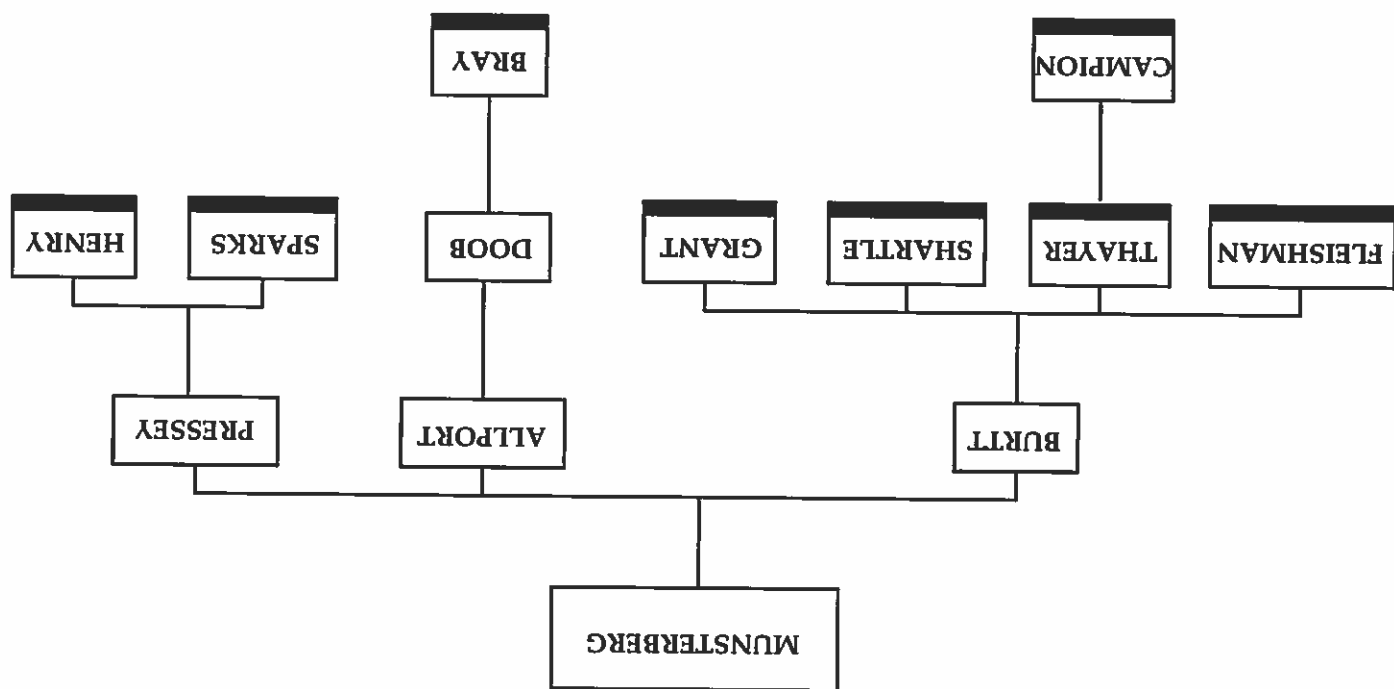 MUNSTERBERG
BURTT
ALLPORT
PRESSEY
FLEISHMAN
THAYER
SHARTLE
GRANT
DOOB
SPARKS
HENRY
CAMPION
BRAY